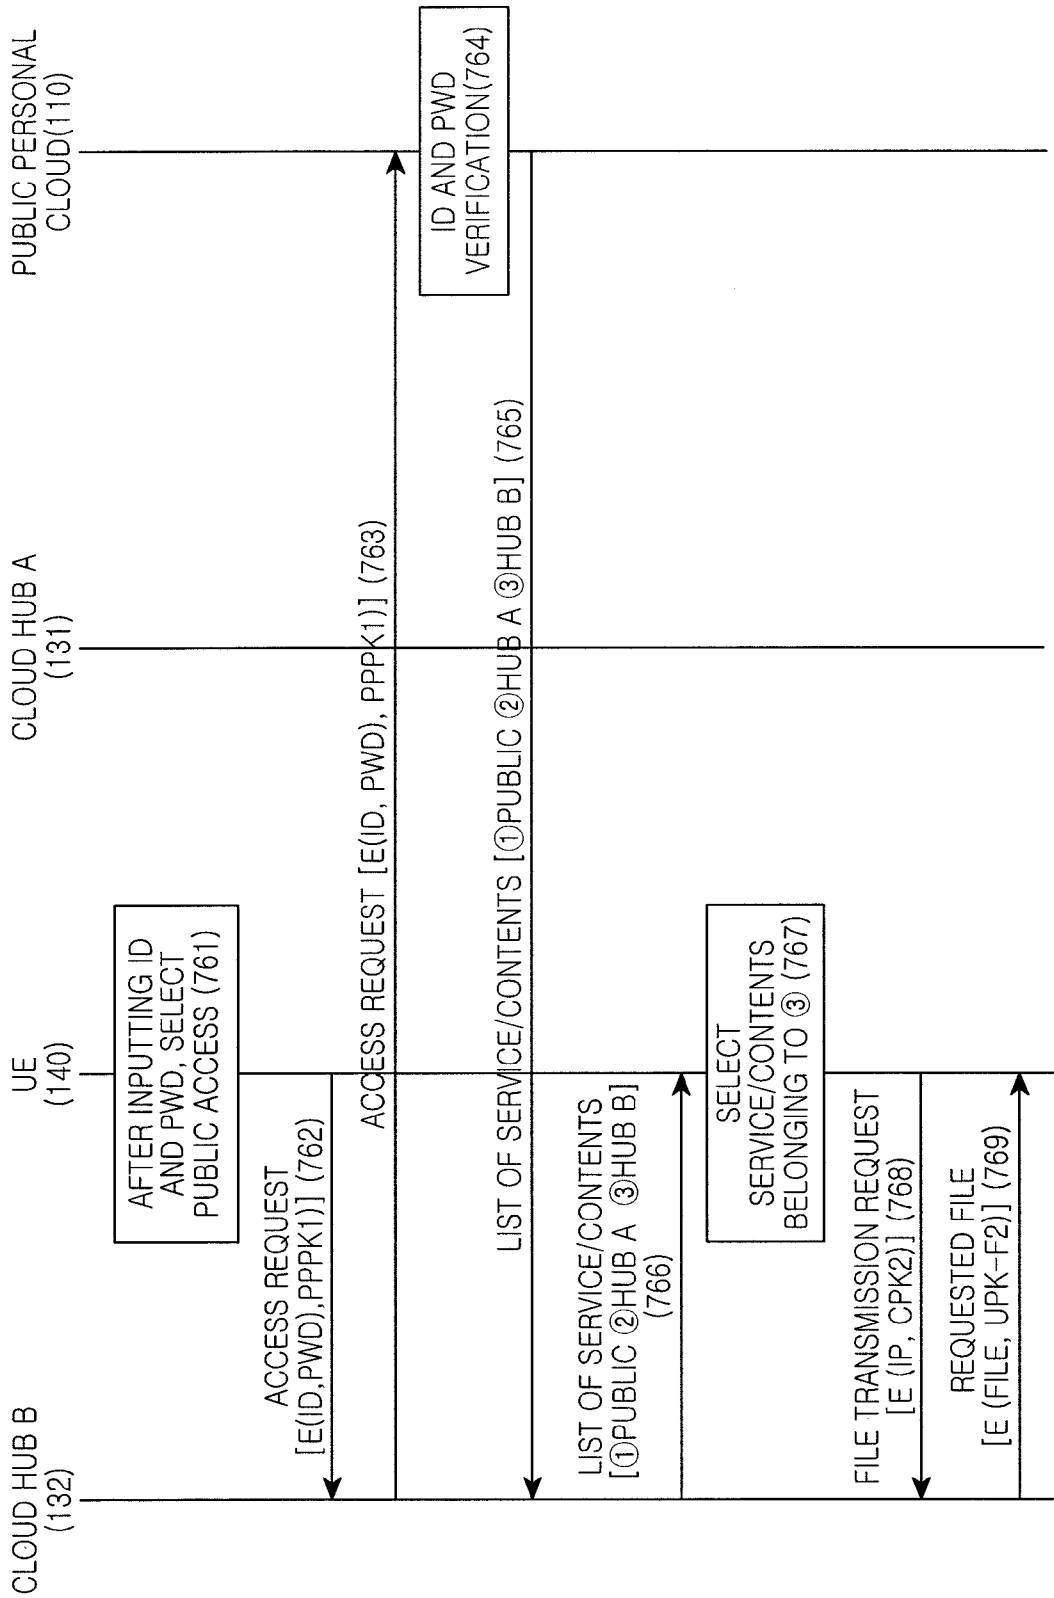 CLOUD HUB B
(132)
UE
(140)
CLOUD HUB A
(131)
PUBLIC PERSONAL
CLOUD(110)
AFTER INPUTTING ID
AND PWD, SELECT
PUBLIC ACCESS (761)
ACCESS REQUEST
[E(ID,PWD),PPPK1)] (762)
ACCESS REQUEST [E(ID, PWD), PPPK1)] (763)
ID AND PWD
VERIFICATION(764)
LIST OF SERVICE/CONTENTS [①PUBLIC ②HUB A ③HUB B] (765)
LIST OF SERVICE/CONTENTS
[①PUBLIC ②HUB A ③HUB B]
(766)
SELECT
SERVICE/CONTENTS
BELONGING TO ③ (767)
FILE TRANSMISSION REQUEST
[E (IP, CPK2)] (768)
REQUESTED FILE
[E (FILE, UPK-F2)] (769)